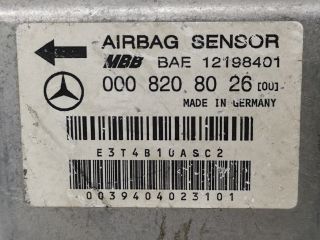 AIRBAG SENSOR
MBB BAE 12198401
000 820 80 26 [00]
MADE IN GERMANY
E3T4B10ASC2
0039404023101